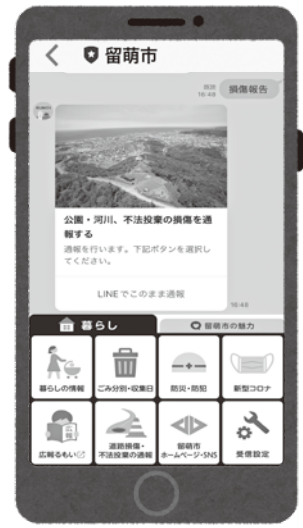 留萌市
損傷報告
既読
16:48
公園・河川、不法投棄の損傷を通
報する
通報を行います。下記ボタンを選択し
てください。
LINEでこのまま通報
16:48
暮らし
留萌市の魅力
暮らしの情報
ごみ分別・収集日
防災・防犯
新型コロナ
広報
広報るもい
道路損傷・
不法投棄の通報
留萌市
ホームページ・SNS
受信設定